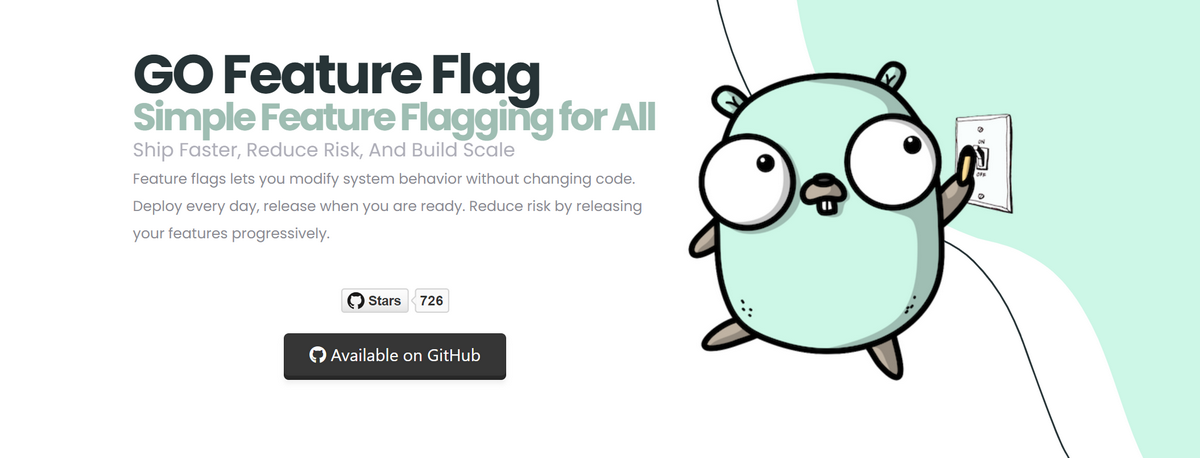 GO Feature Flag
Simple Feature Flagging for All
Ship Faster, Reduce Risk, And Build Scale
Feature flags lets you modify system behavior without changing code.
Deploy every day, release when you are ready. Reduce risk by releasing
your features progressively.
Stars 726
Available on GitHub
ON
OFF